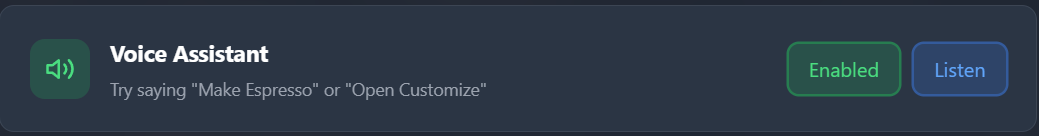 Voice Assistant
Try saying "Make Espresso" or "Open Customize"
Enabled
Listen